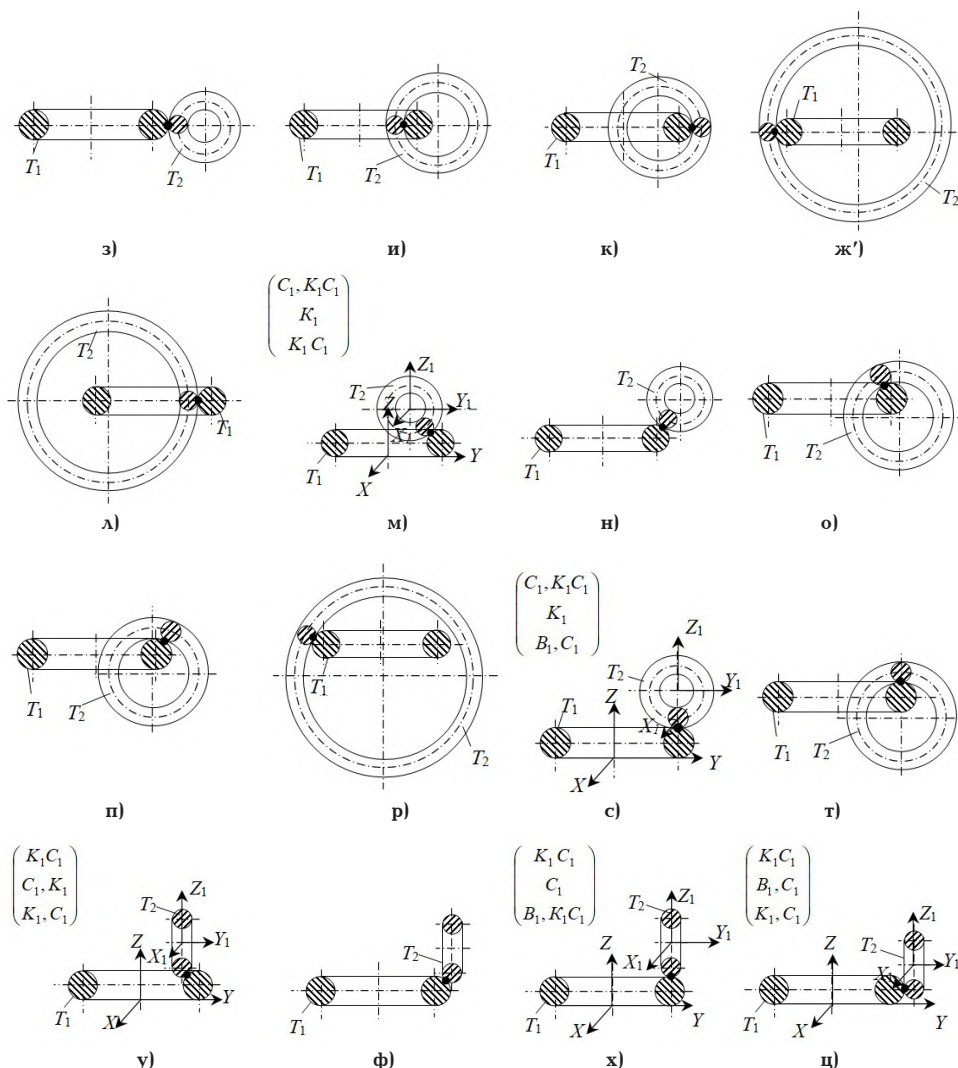 T₁
T₂
з)
T₁
T₂
и)
T₂
T₁
к)
T₁
T₂
ж′)
T₂
T₁
л)
C₁, K₁C₁
K₁
K₁ C₁
Z₁
T₂
Z
Y₁
X₁
T₁
Y
X
м)
T₂
T₁
н)
T₁
T₂
о)
T₁
T₂
п)
T₁
T₂
р)
C₁, K₁C₁
K₁
B₁, C₁
Z₁
T₂
Y₁
Z
T₁
X₁
Y
X
с)
T₁
T₂
т)
K₁C₁
C₁, K₁
K₁, C₁
Z₁
T₂
Z
Y₁
X₁
T₁
Y
X
у)
T₂
T₁
ф)
K₁ C₁
C₁
B₁, K₁C₁
Z₁
T₂
Z
Y₁
X₁
T₁
Y
X
х)
K₁C₁
B₁, C₁
K₁, C₁
Z₁
T₂
Z
Y₁
X₁
T₁
X
Y
ц)